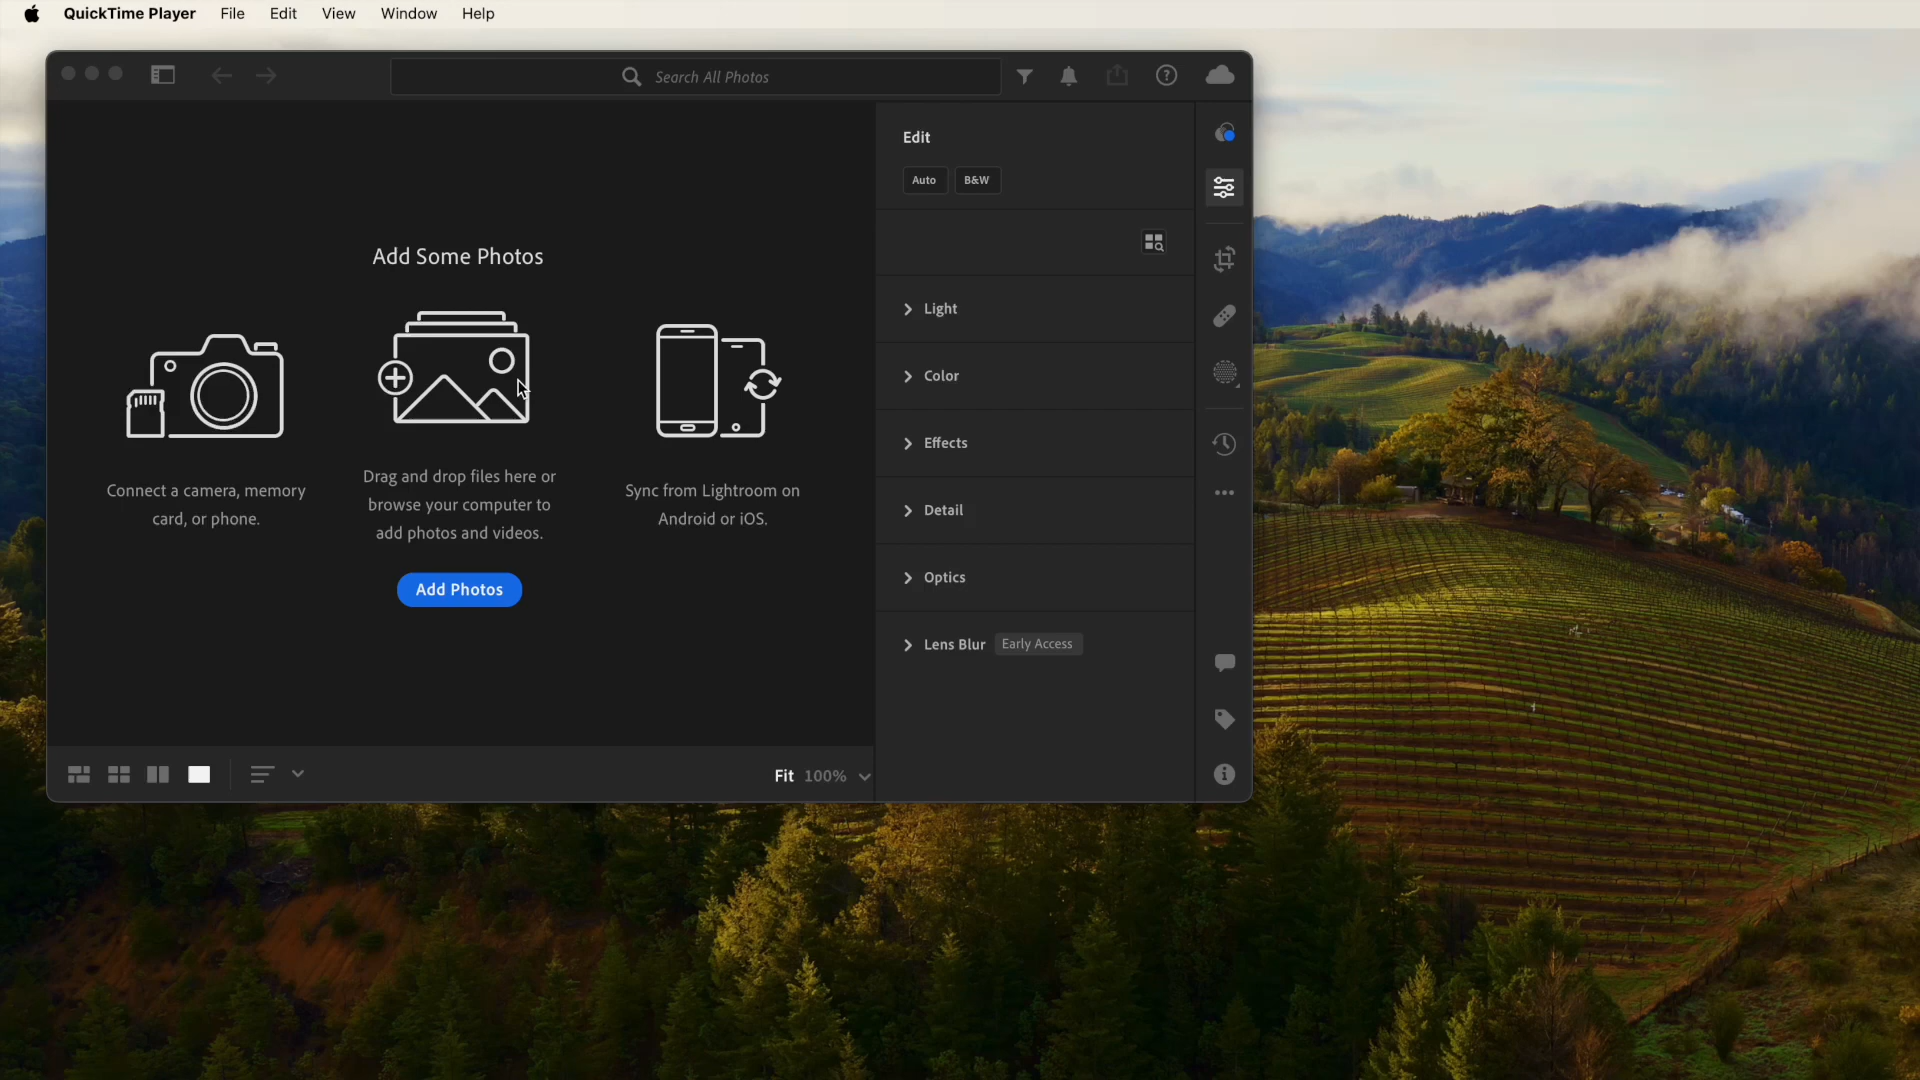 QuickTime Player File Edit View Window Help
Search All Photos
Edit
Auto B&W
Add Some Photos
Light
Color
Effects
Detail
Optics
Lens Blur Early Access
Connect a camera, memory
card, or phone.
Drag and drop files here or
browse your computer to
add photos and videos.
Sync from Lightroom on
Android or iOS.
Add Photos
Fit 100%